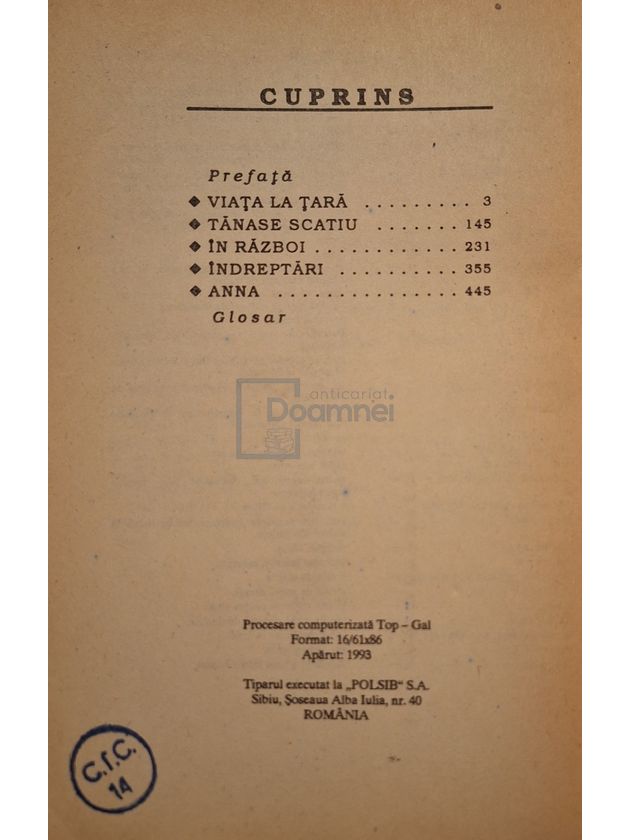 CUPRINS
Prefață
◆ VIAȚA LA ȚARĂ ......... 3
◆ TĂNASE SCATIU ....... 145
◆ ÎN RĂZBOI ............ 231
◆ ÎNDREPTĂRI .......... 355
◆ ANNA ............... 445
Glosar
anticariat
Doamnei
Procesare computerizată Top – Gal
Format: 16/61x86
Apărut: 1993
Tiparul executat la „POLSIB“ S.A.
Sibiu, Șoseaua Alba Iulia, nr. 40
ROMÂNIA
C.f.C.
14